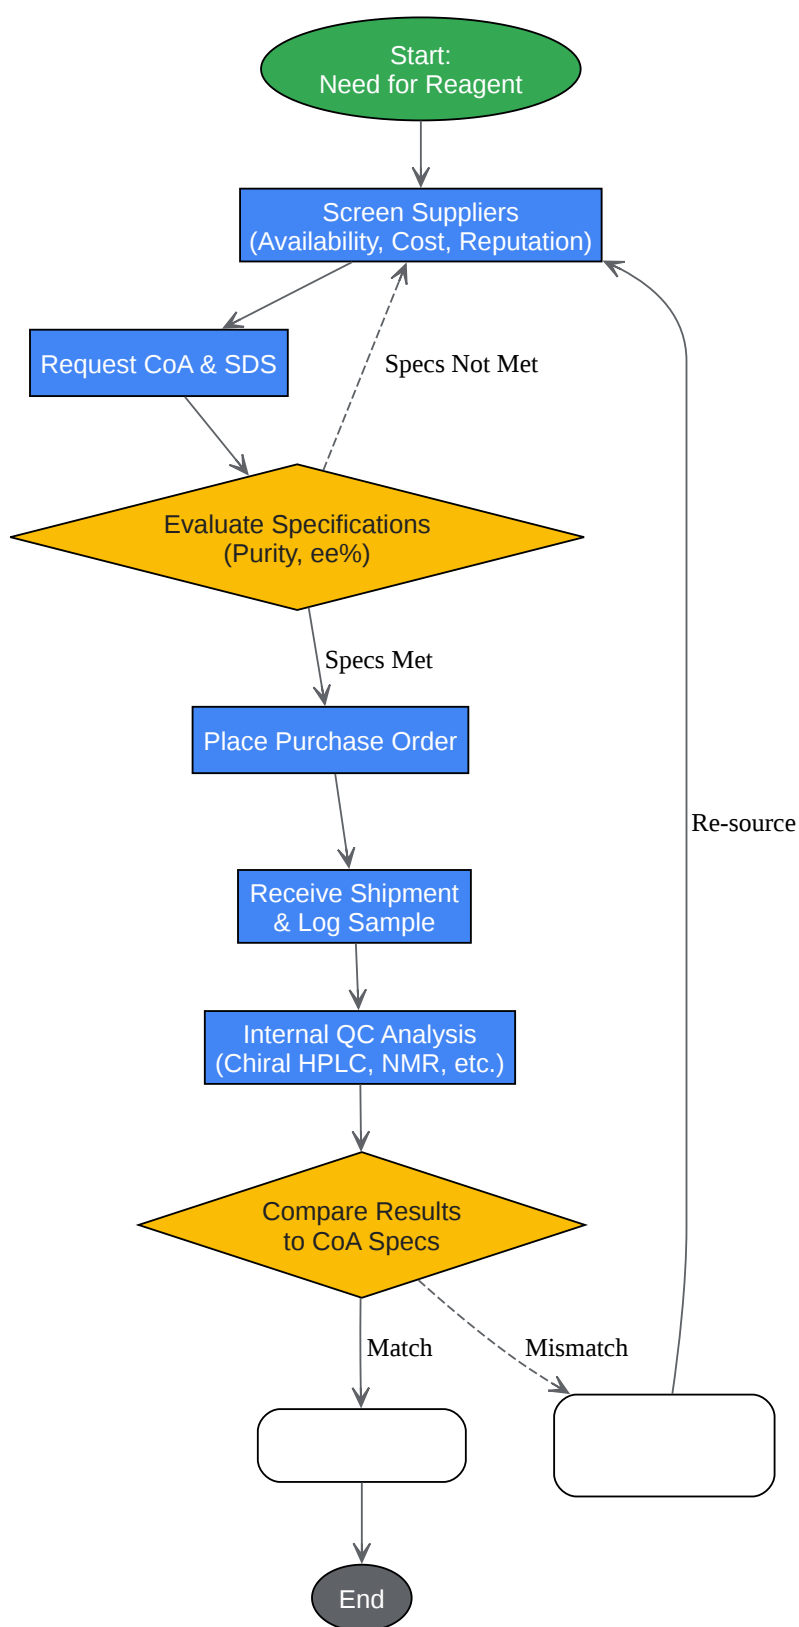 Start:
Need for Reagent
Screen Suppliers
(Availability, Cost, Reputation)
Request CoA & SDS
Specs Not Met
Evaluate Specifications
(Purity, ee%)
Specs Met
Place Purchase Order
Re-source
Receive Shipment
& Log Sample
Internal QC Analysis
(Chiral HPLC, NMR, etc.)
Compare Results
to CoA Specs
Match
Mismatch
End